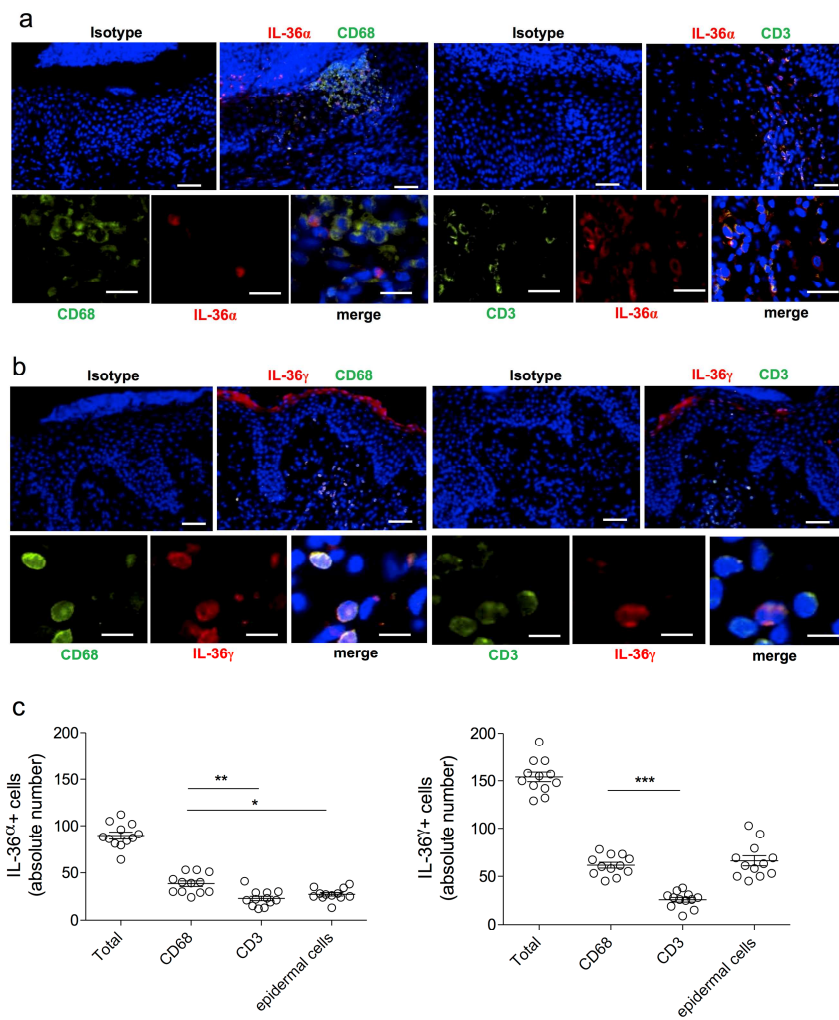 a
Isotype
IL-36α CD68
Isotype
IL-36α CD3
CD68
IL-36α
merge
CD3
IL-36α
merge
b
Isotype
IL-36γ CD68
Isotype
IL-36γ CD3
CD68
IL-36γ
merge
CD3
IL-36γ
merge
c
IL-36α+ cells
(absolute number)
200
150
100
50
0
**
*
Total
CD68
CD3
epidermal cells
IL-36γ+ cells
(absolute number)
200
150
100
50
0
***
Total
CD68
CD3
epidermal cells